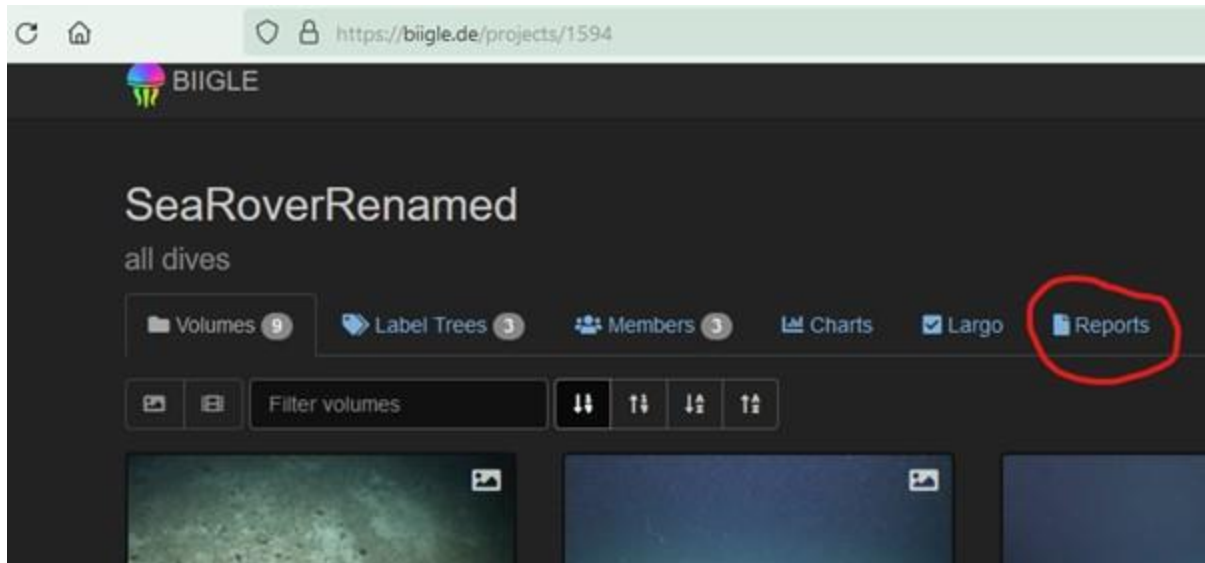 https://biigle.de/projects/1594
BIIGLE
SeaRoverRenamed
all dives
Volumes 9 Label Trees 3 Members 3 Charts Largo Reports
Filter volumes